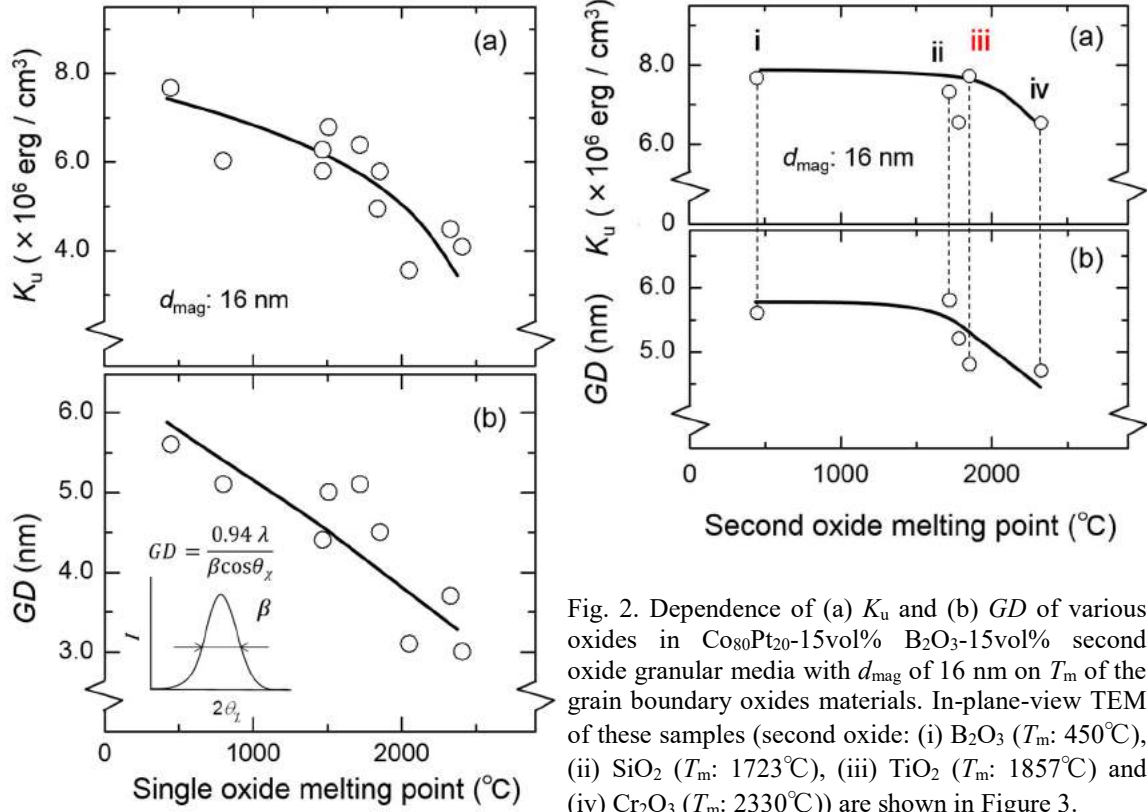 (a)
8.0
6.0
4.0
Ku ( × 10⁶ erg / cm³)
dmag: 16 nm
(b)
6.0
5.0
4.0
3.0
GD (nm)
GD = 0.94 λ / βcosθχ
β
I
2θχ
0 1000 2000
Single oxide melting point (℃)
i ii iii iv (a)
8.0
6.0
0
Ku ( × 10⁶ erg / cm³)
dmag: 16 nm
(b)
6.0
5.0
GD (nm)
0 1000 2000
Second oxide melting point (℃)
Fig. 2. Dependence of (a) Ku and (b) GD of various
oxides in Co₈₀Pt₂₀-15vol% B₂O₃-15vol% second
oxide granular media with dmag of 16 nm on Tm of the
grain boundary oxides materials. In-plane-view TEM
of these samples (second oxide: (i) B₂O₃ (Tm: 450℃),
(ii) SiO₂ (Tm: 1723℃), (iii) TiO₂ (Tm: 1857℃) and
(iv) Cr₂O₃ (Tm: 2330℃)) are shown in Figure 3.